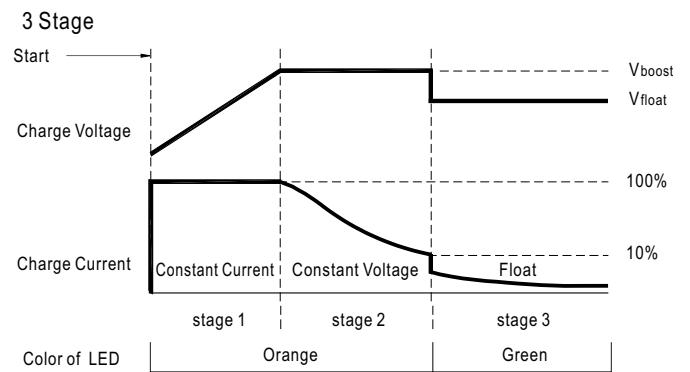 3 Stage
Start
Vboost
Vfloat
Charge Voltage
100%
10%
Charge Current
Constant Current
Constant Voltage
Float
stage 1
stage 2
stage 3
Color of LED
Orange
Green